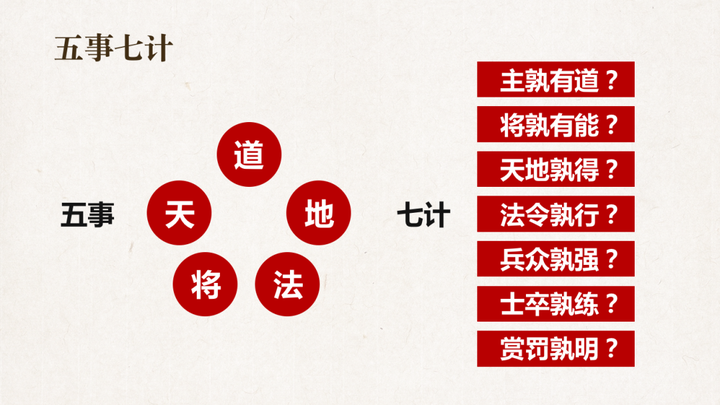 五事七计
五事
道
天
地
将
法
七计
主孰有道？
将孰有能？
天地孰得？
法令孰行？
兵众孰强？
士卒孰练？
赏罚孰明？